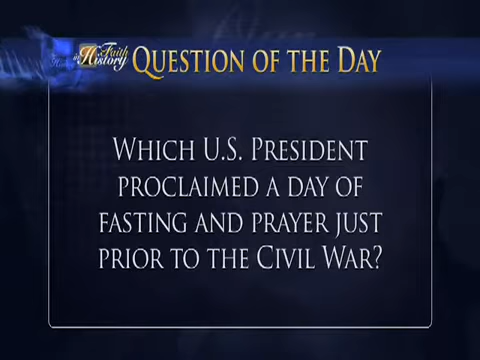 Faith
in
History
QUESTION OF THE DAY
WHICH U.S. PRESIDENT
PROCLAIMED A DAY OF
FASTING AND PRAYER JUST
PRIOR TO THE CIVIL WAR?